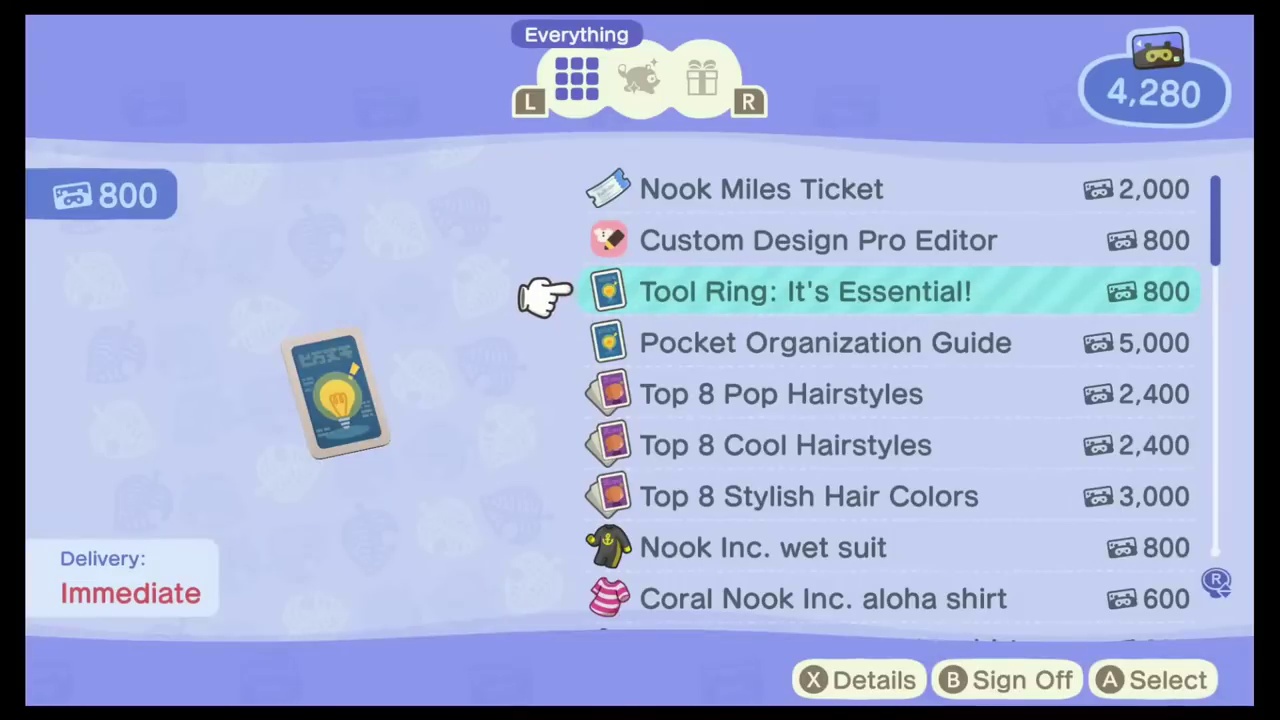 Everything
L
R
4,280
800
Nook Miles Ticket 2,000
Custom Design Pro Editor 800
Tool Ring: It's Essential! 800
Pocket Organization Guide 5,000
Top 8 Pop Hairstyles 2,400
Top 8 Cool Hairstyles 2,400
Top 8 Stylish Hair Colors 3,000
Nook Inc. wet suit 800
Coral Nook Inc. aloha shirt 600
R
Delivery:
Immediate
X Details B Sign Off A Select